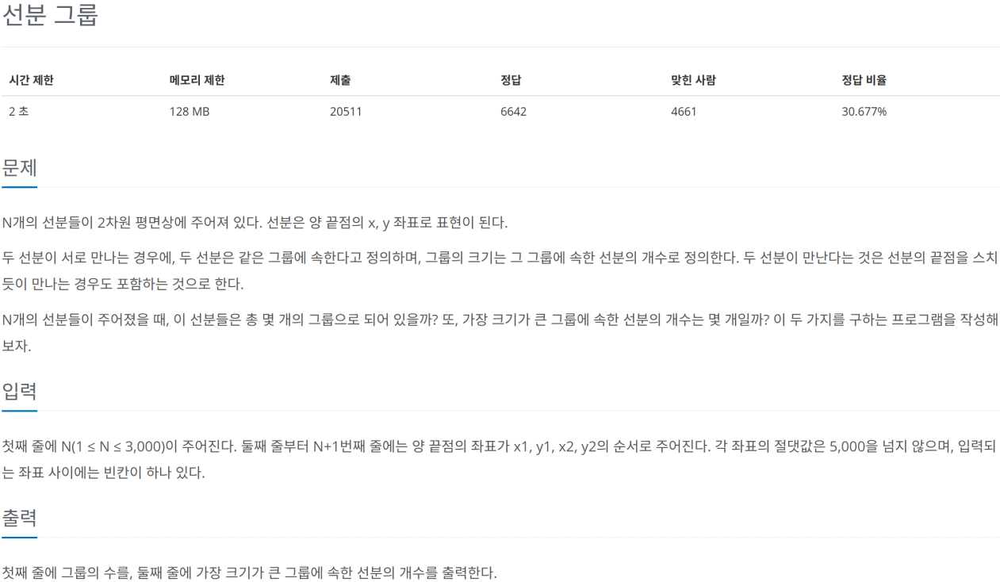 선분 그룹
시간 제한 메모리 제한 제출 정답 맞힌 사람 정답 비율
2 초 128 MB 20511 6642 4661 30.677%
문제
N개의 선분들이 2차원 평면상에 주어져 있다. 선분은 양 끝점의 x, y 좌표로 표현이 된다.
두 선분이 서로 만나는 경우에, 두 선분은 같은 그룹에 속한다고 정의하며, 그룹의 크기는 그 그룹에 속한 선분의 개수로 정의한다. 두 선분이 만난다는 것은 선분의 끝점을 스치
듯이 만나는 경우도 포함하는 것으로 한다.
N개의 선분들이 주어졌을 때, 이 선분들은 총 몇 개의 그룹으로 되어 있을까? 또, 가장 크기가 큰 그룹에 속한 선분의 개수는 몇 개일까? 이 두 가지를 구하는 프로그램을 작성해
보자.
입력
첫째 줄에 N(1 ≤ N ≤ 3,000)이 주어진다. 둘째 줄부터 N+1번째 줄에는 양 끝점의 좌표가 x1, y1, x2, y2의 순서로 주어진다. 각 좌표의 절댓값은 5,000을 넘지 않으며, 입력되
는 좌표 사이에는 빈칸이 하나 있다.
출력
첫째 줄에 그룹의 수를, 둘째 줄에 가장 크기가 큰 그룹에 속한 선분의 개수를 출력한다.